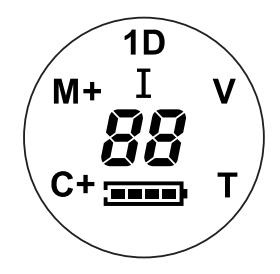 1D
M+ I V
88
C+ T